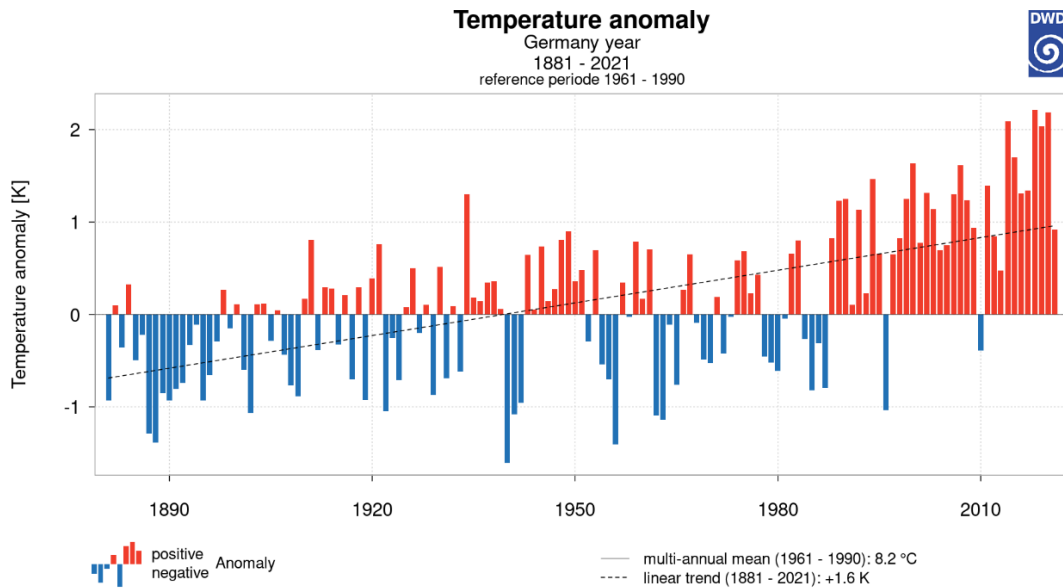 Temperature anomaly
Germany year
1881 - 2021
reference periode 1961 - 1990
DWD
Temperature anomaly [K]
2
1
0
-1
1890
1920
1950
1980
2010
positive
negative
Anomaly
multi-annual mean (1961 - 1990): 8.2 °C
linear trend (1881 - 2021): +1.6 K